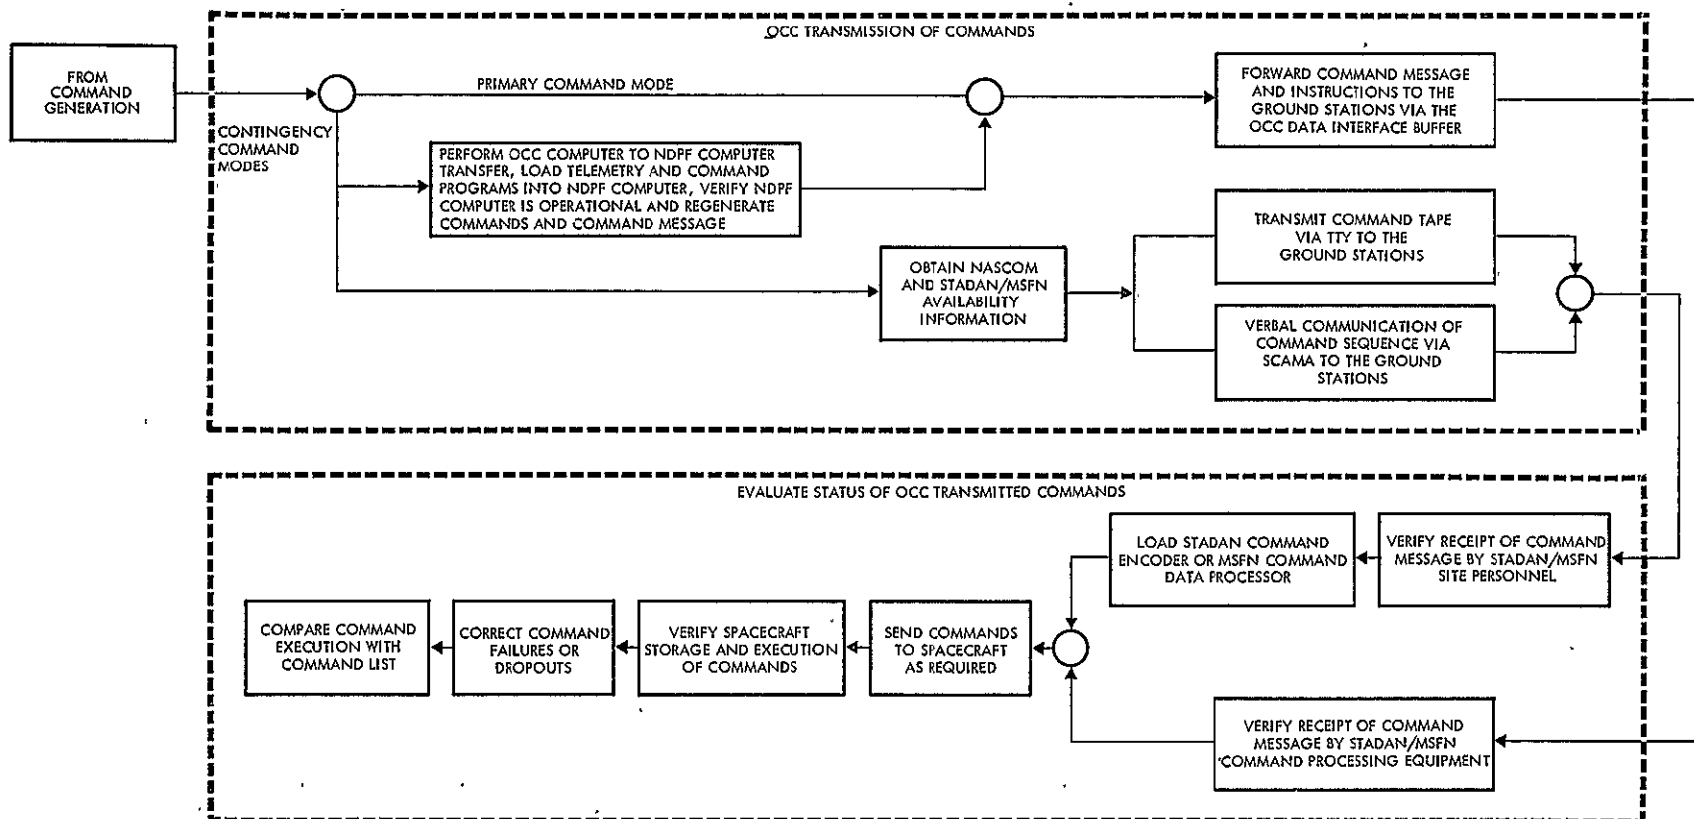 OCC TRANSMISSION OF COMMANDS
FROM
COMMAND
GENERATION
PRIMARY COMMAND MODE
CONTINGENCY
COMMAND
MODES
FORWARD COMMAND MESSAGE
AND INSTRUCTIONS TO THE
GROUND STATIONS VIA THE
OCC DATA INTERFACE BUFFER
PERFORM OCC COMPUTER TO NDPF COMPUTER
TRANSFER, LOAD TELEMETRY AND COMMAND
PROGRAMS INTO NDPF COMPUTER, VERIFY NDPF
COMPUTER IS OPERATIONAL AND REGENERATE
COMMANDS AND COMMAND MESSAGE
OBTAIN NASCOM
AND STADAN/MSFN
AVAILABILITY
INFORMATION
TRANSMIT COMMAND TAPE
VIA TTY TO THE
GROUND STATIONS
VERBAL COMMUNICATION OF
COMMAND SEQUENCE VIA
SCAMA TO THE GROUND
STATIONS
EVALUATE STATUS OF OCC TRANSMITTED COMMANDS
VERIFY RECEIPT OF COMMAND
MESSAGE BY STADAN/MSFN
SITE PERSONNEL
LOAD STADAN COMMAND
ENCODER OR MSFN COMMAND
DATA PROCESSOR
VERIFY RECEIPT OF COMMAND
MESSAGE BY STADAN/MSFN
COMMAND PROCESSING EQUIPMENT
SEND COMMANDS
TO SPACECRAFT
AS REQUIRED
VERIFY SPACECRAFT
STORAGE AND EXECUTION
OF COMMANDS
CORRECT COMMAND
FAILURES OR
DROPOUTS
COMPARE COMMAND
EXECUTION WITH
COMMAND LIST